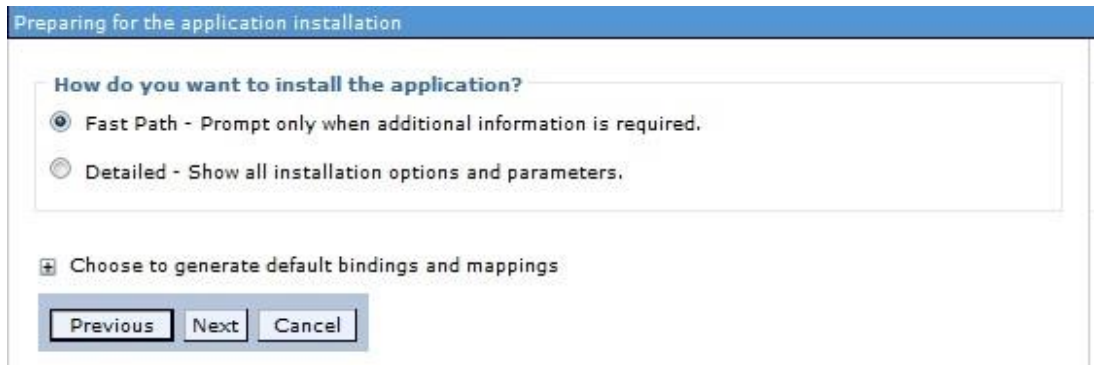 Preparing for the application installation
How do you want to install the application?
Fast Path - Prompt only when additional information is required.
Detailed - Show all installation options and parameters.
Choose to generate default bindings and mappings
Previous Next Cancel